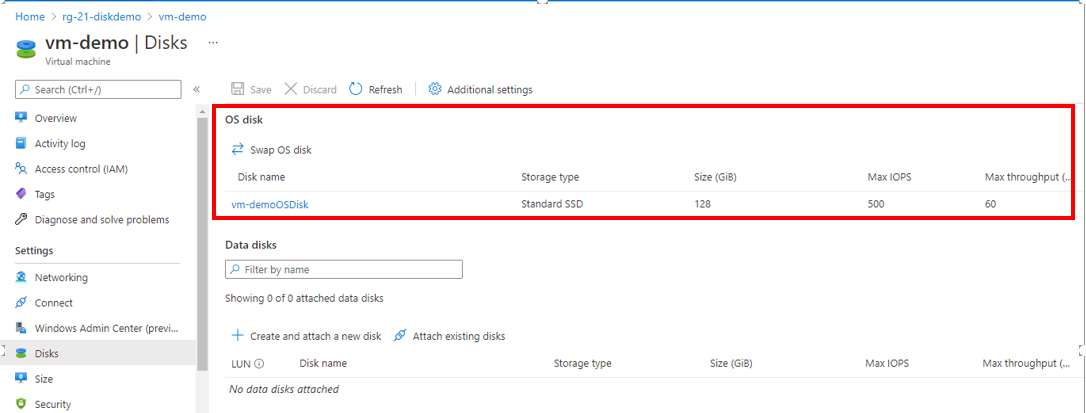 Home > rg-21-diskdemo > vm-demo
vm-demo | Disks ...
Virtual machine
Search (Ctrl+/)
«
Save Discard Refresh Additional settings
Overview
Activity log
Access control (IAM)
Tags
Diagnose and solve problems
Settings
Networking
Connect
Windows Admin Center (previ...
Disks
Size
Security
OS disk
Swap OS disk
Disk name Storage type Size (GiB) Max IOPS Max throughput (...
vm-demoOSDisk Standard SSD 128 500 60
Data disks
Filter by name
Showing 0 of 0 attached data disks
Create and attach a new disk Attach existing disks
LUN Disk name Storage type Size (GiB) Max IOPS Max throughput (...
No data disks attached